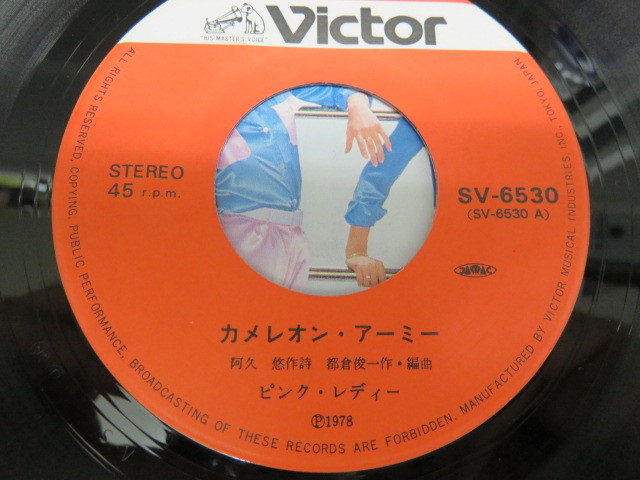 "HIS MASTER'S VOICE"
Victor
STEREO
45 r.p.m.
SV-6530
(SV-6530 A)
JASRAC
カメレオン・アーミー
阿久 悠作詩 都倉俊一作・編曲
ピンク・レディー
Ⓟ1978
ALL RIGHTS RESERVED, COPYING, PUBLIC PERFORMANCE, BROADCASTING OF THESE RECORDS ARE FORBIDDEN. MANUFACTURED BY VICTOR MUSICAL INDUSTRIES, INC. TOKYO, JAPAN